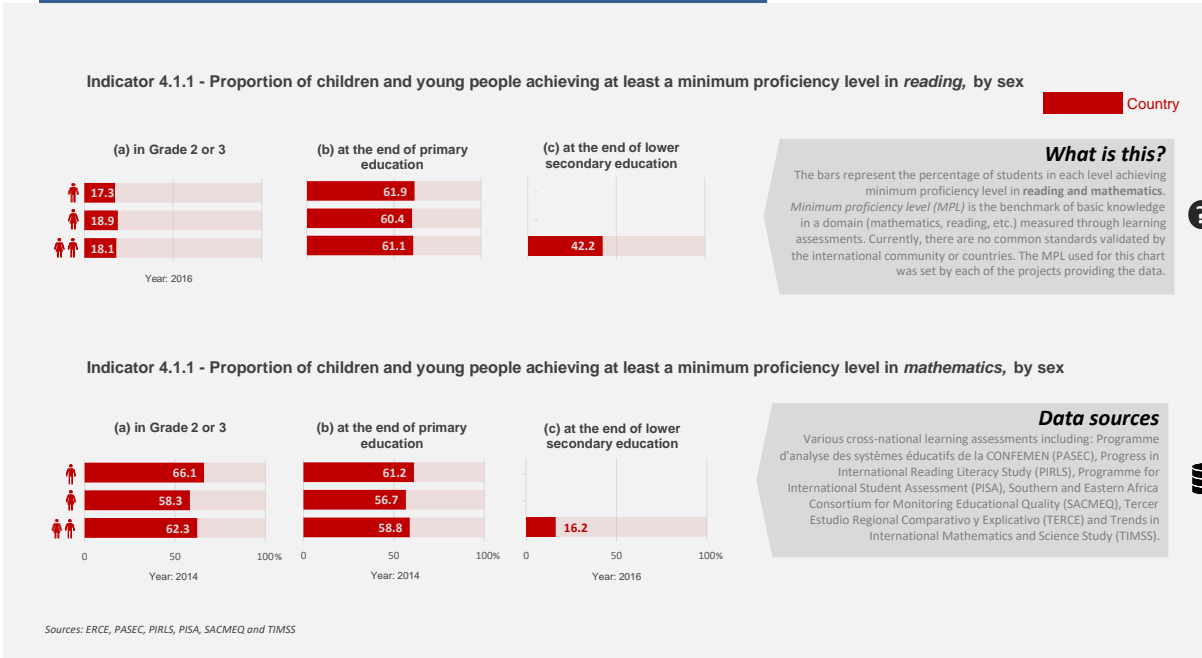 Indicator 4.1.1 - Proportion of children and young people achieving at least a minimum proficiency level in reading, by sex
Country
(a) in Grade 2 or 3
17.3
18.9
18.1
Year: 2016
(b) at the end of primary
education
61.9
60.4
61.1
(c) at the end of lower
secondary education
-
-
42.2
What is this?
The bars represent the percentage of students in each level achieving
minimum proficiency level in reading and mathematics.
Minimum proficiency level (MPL) is the benchmark of basic knowledge
in a domain (mathematics, reading, etc.) measured through learning
assessments. Currently, there are no common standards validated by
the international community or countries. The MPL used for this chart
was set by each of the projects providing the data.
?
Indicator 4.1.1 - Proportion of children and young people achieving at least a minimum proficiency level in mathematics, by sex
(a) in Grade 2 or 3
66.1
58.3
62.3
0 50 100%
Year: 2014
(b) at the end of primary
education
61.2
56.7
58.8
0 50 100%
Year: 2014
(c) at the end of lower
secondary education
16.2
0 50 100%
Year: 2016
Data sources
Various cross-national learning assessments including: Programme
d'analyse des systèmes éducatifs de la CONFEMEN (PASEC), Progress in
International Reading Literacy Study (PIRLS), Programme for
International Student Assessment (PISA), Southern and Eastern Africa
Consortium for Monitoring Educational Quality (SACMEQ), Tercer
Estudio Regional Comparativo y Explicativo (TERCE) and Trends in
International Mathematics and Science Study (TIMSS).
Sources: ERCE, PASEC, PIRLS, PISA, SACMEQ and TIMSS